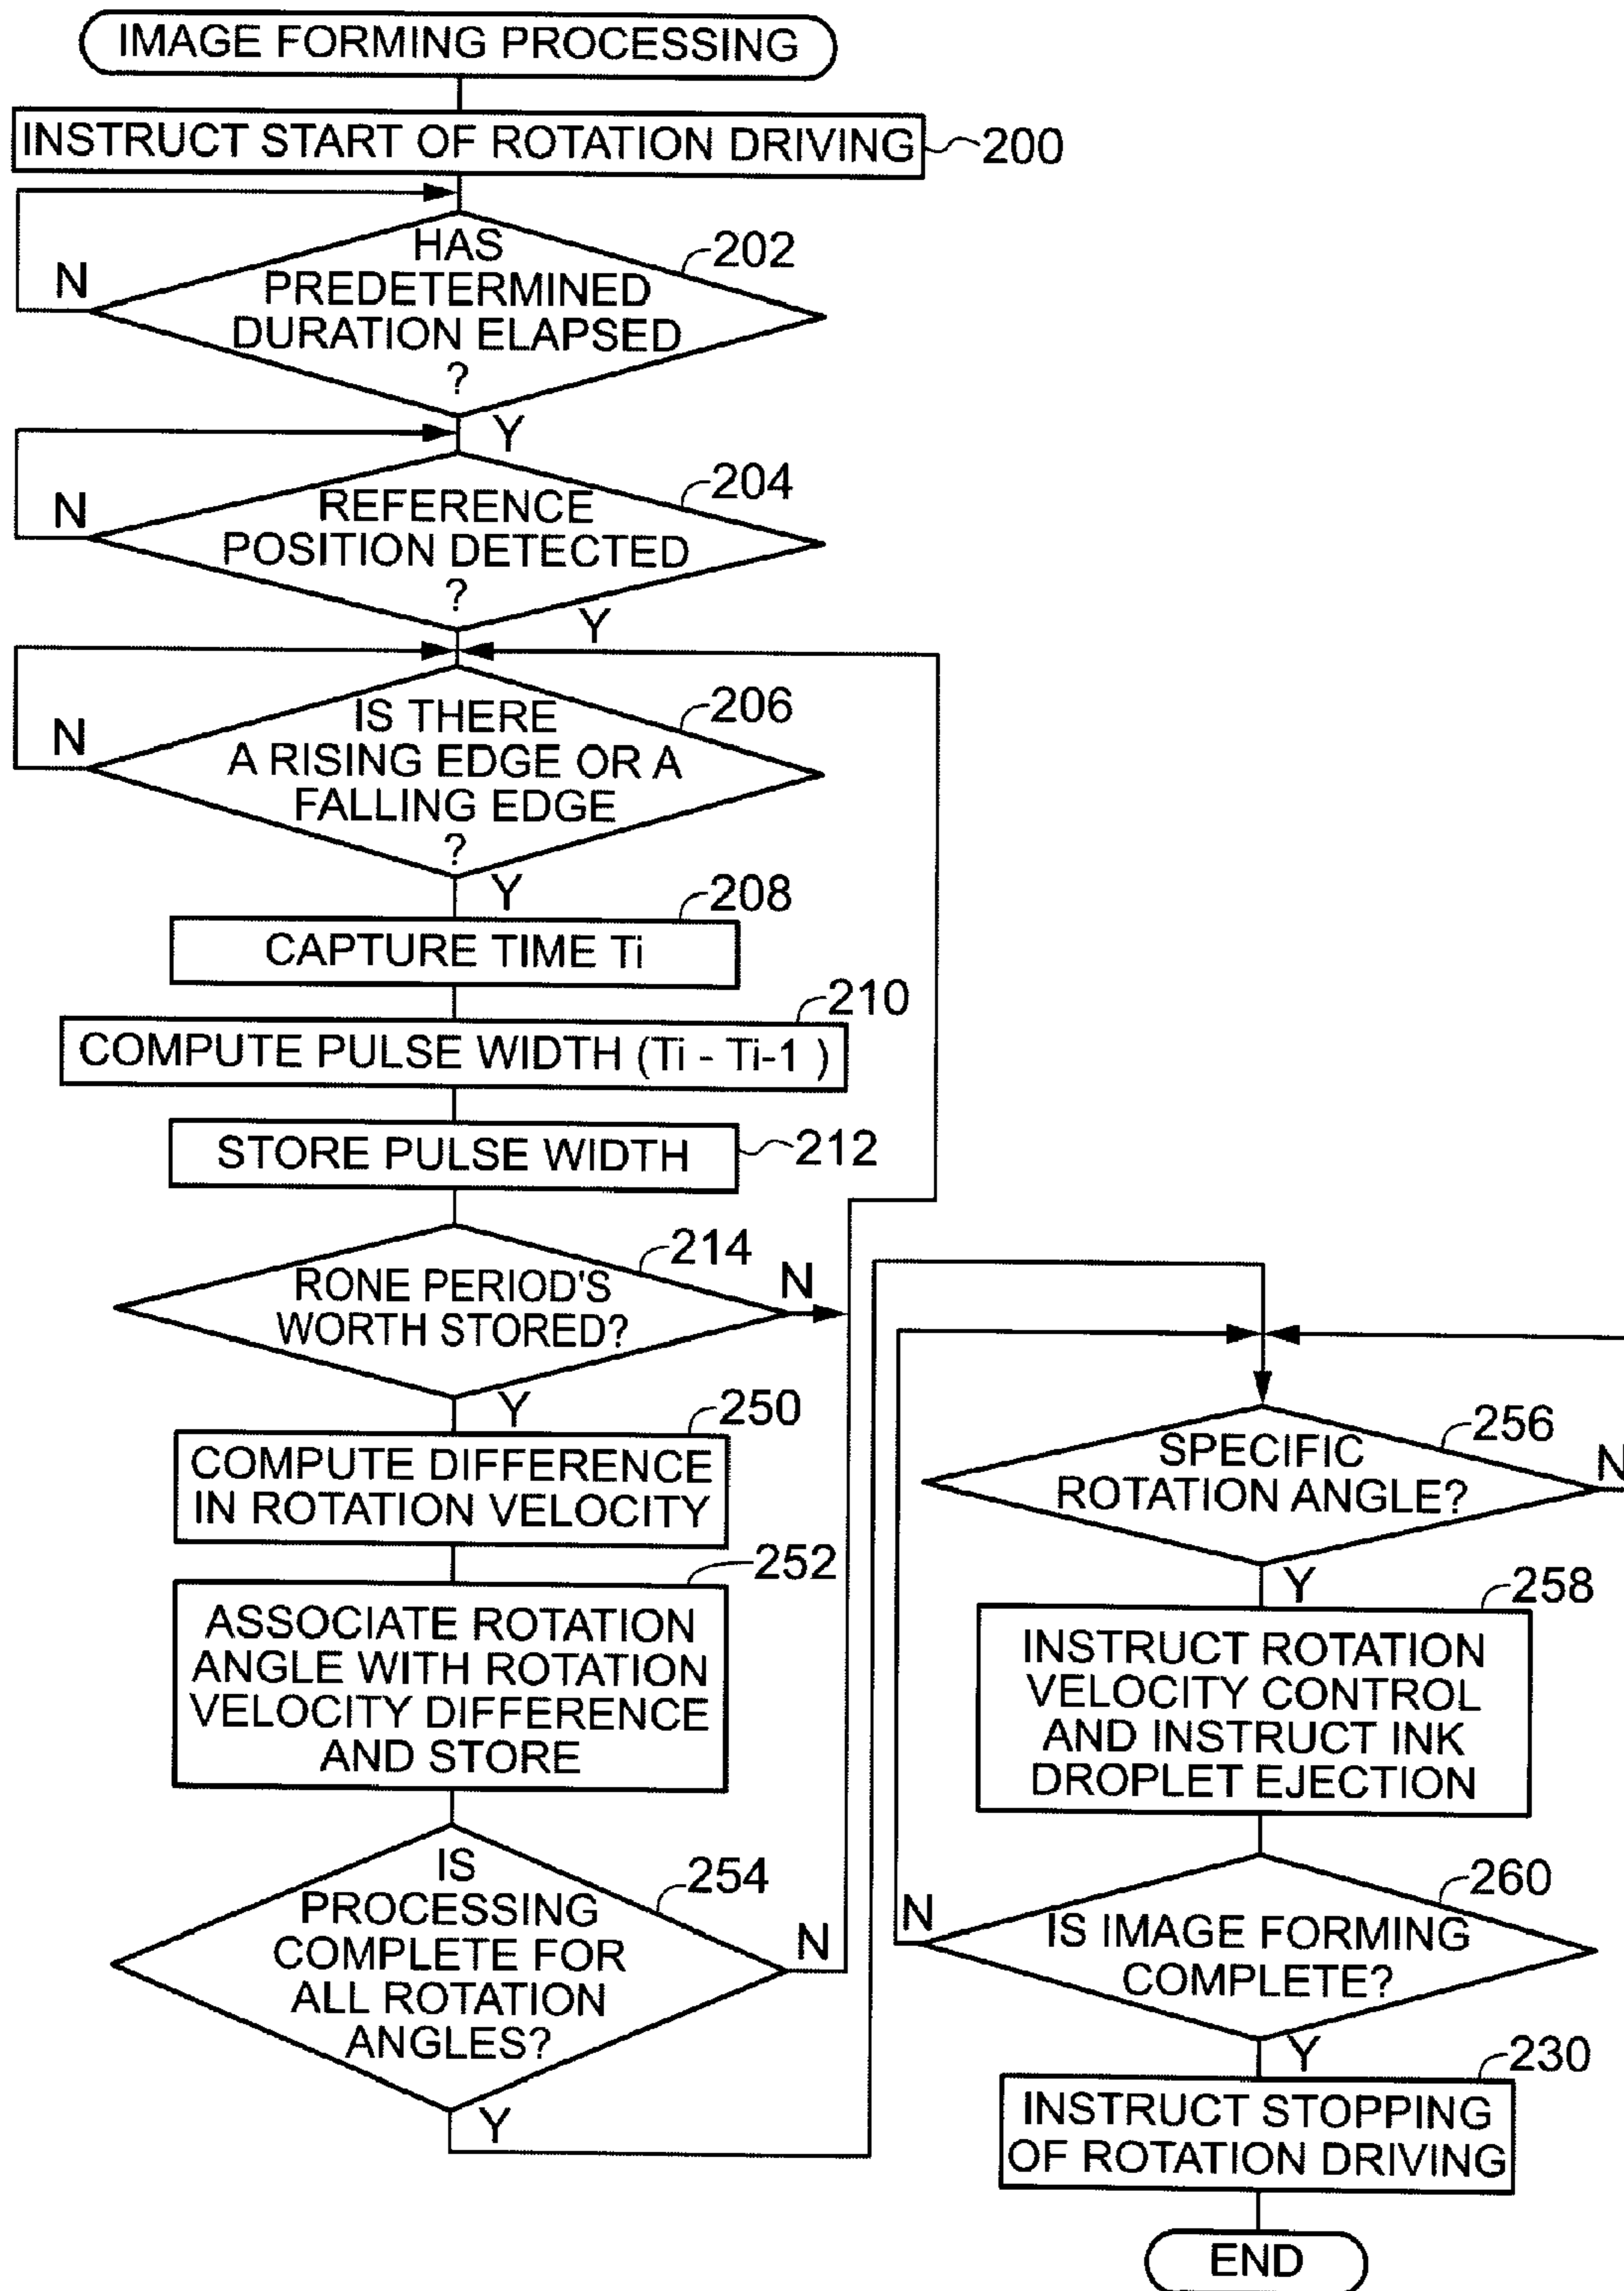 IMAGE FORMING PROCESSING
INSTRUCT START OF ROTATION DRIVING
200
HAS
PREDETERMINED
DURATION ELAPSED
?
202
N
Y
REFERENCE
POSITION DETECTED
?
204
N
Y
IS THERE
A RISING EDGE OR A
FALLING EDGE
?
206
N
Y
208
CAPTURE TIME Ti
210
COMPUTE PULSE WIDTH (Ti - Ti-1 )
STORE PULSE WIDTH
212
214
RONE PERIOD'S
WORTH STORED?
N
Y
250
COMPUTE DIFFERENCE
IN ROTATION VELOCITY
252
ASSOCIATE ROTATION
ANGLE WITH ROTATION
VELOCITY DIFFERENCE
AND STORE
IS
PROCESSING
COMPLETE FOR
ALL ROTATION
ANGLES?
254
N
Y
256
SPECIFIC
ROTATION ANGLE?
N
Y
258
INSTRUCT ROTATION
VELOCITY CONTROL
AND INSTRUCT INK
DROPLET EJECTION
260
IS IMAGE FORMING
COMPLETE?
N
Y
230
INSTRUCT STOPPING
OF ROTATION DRIVING
END